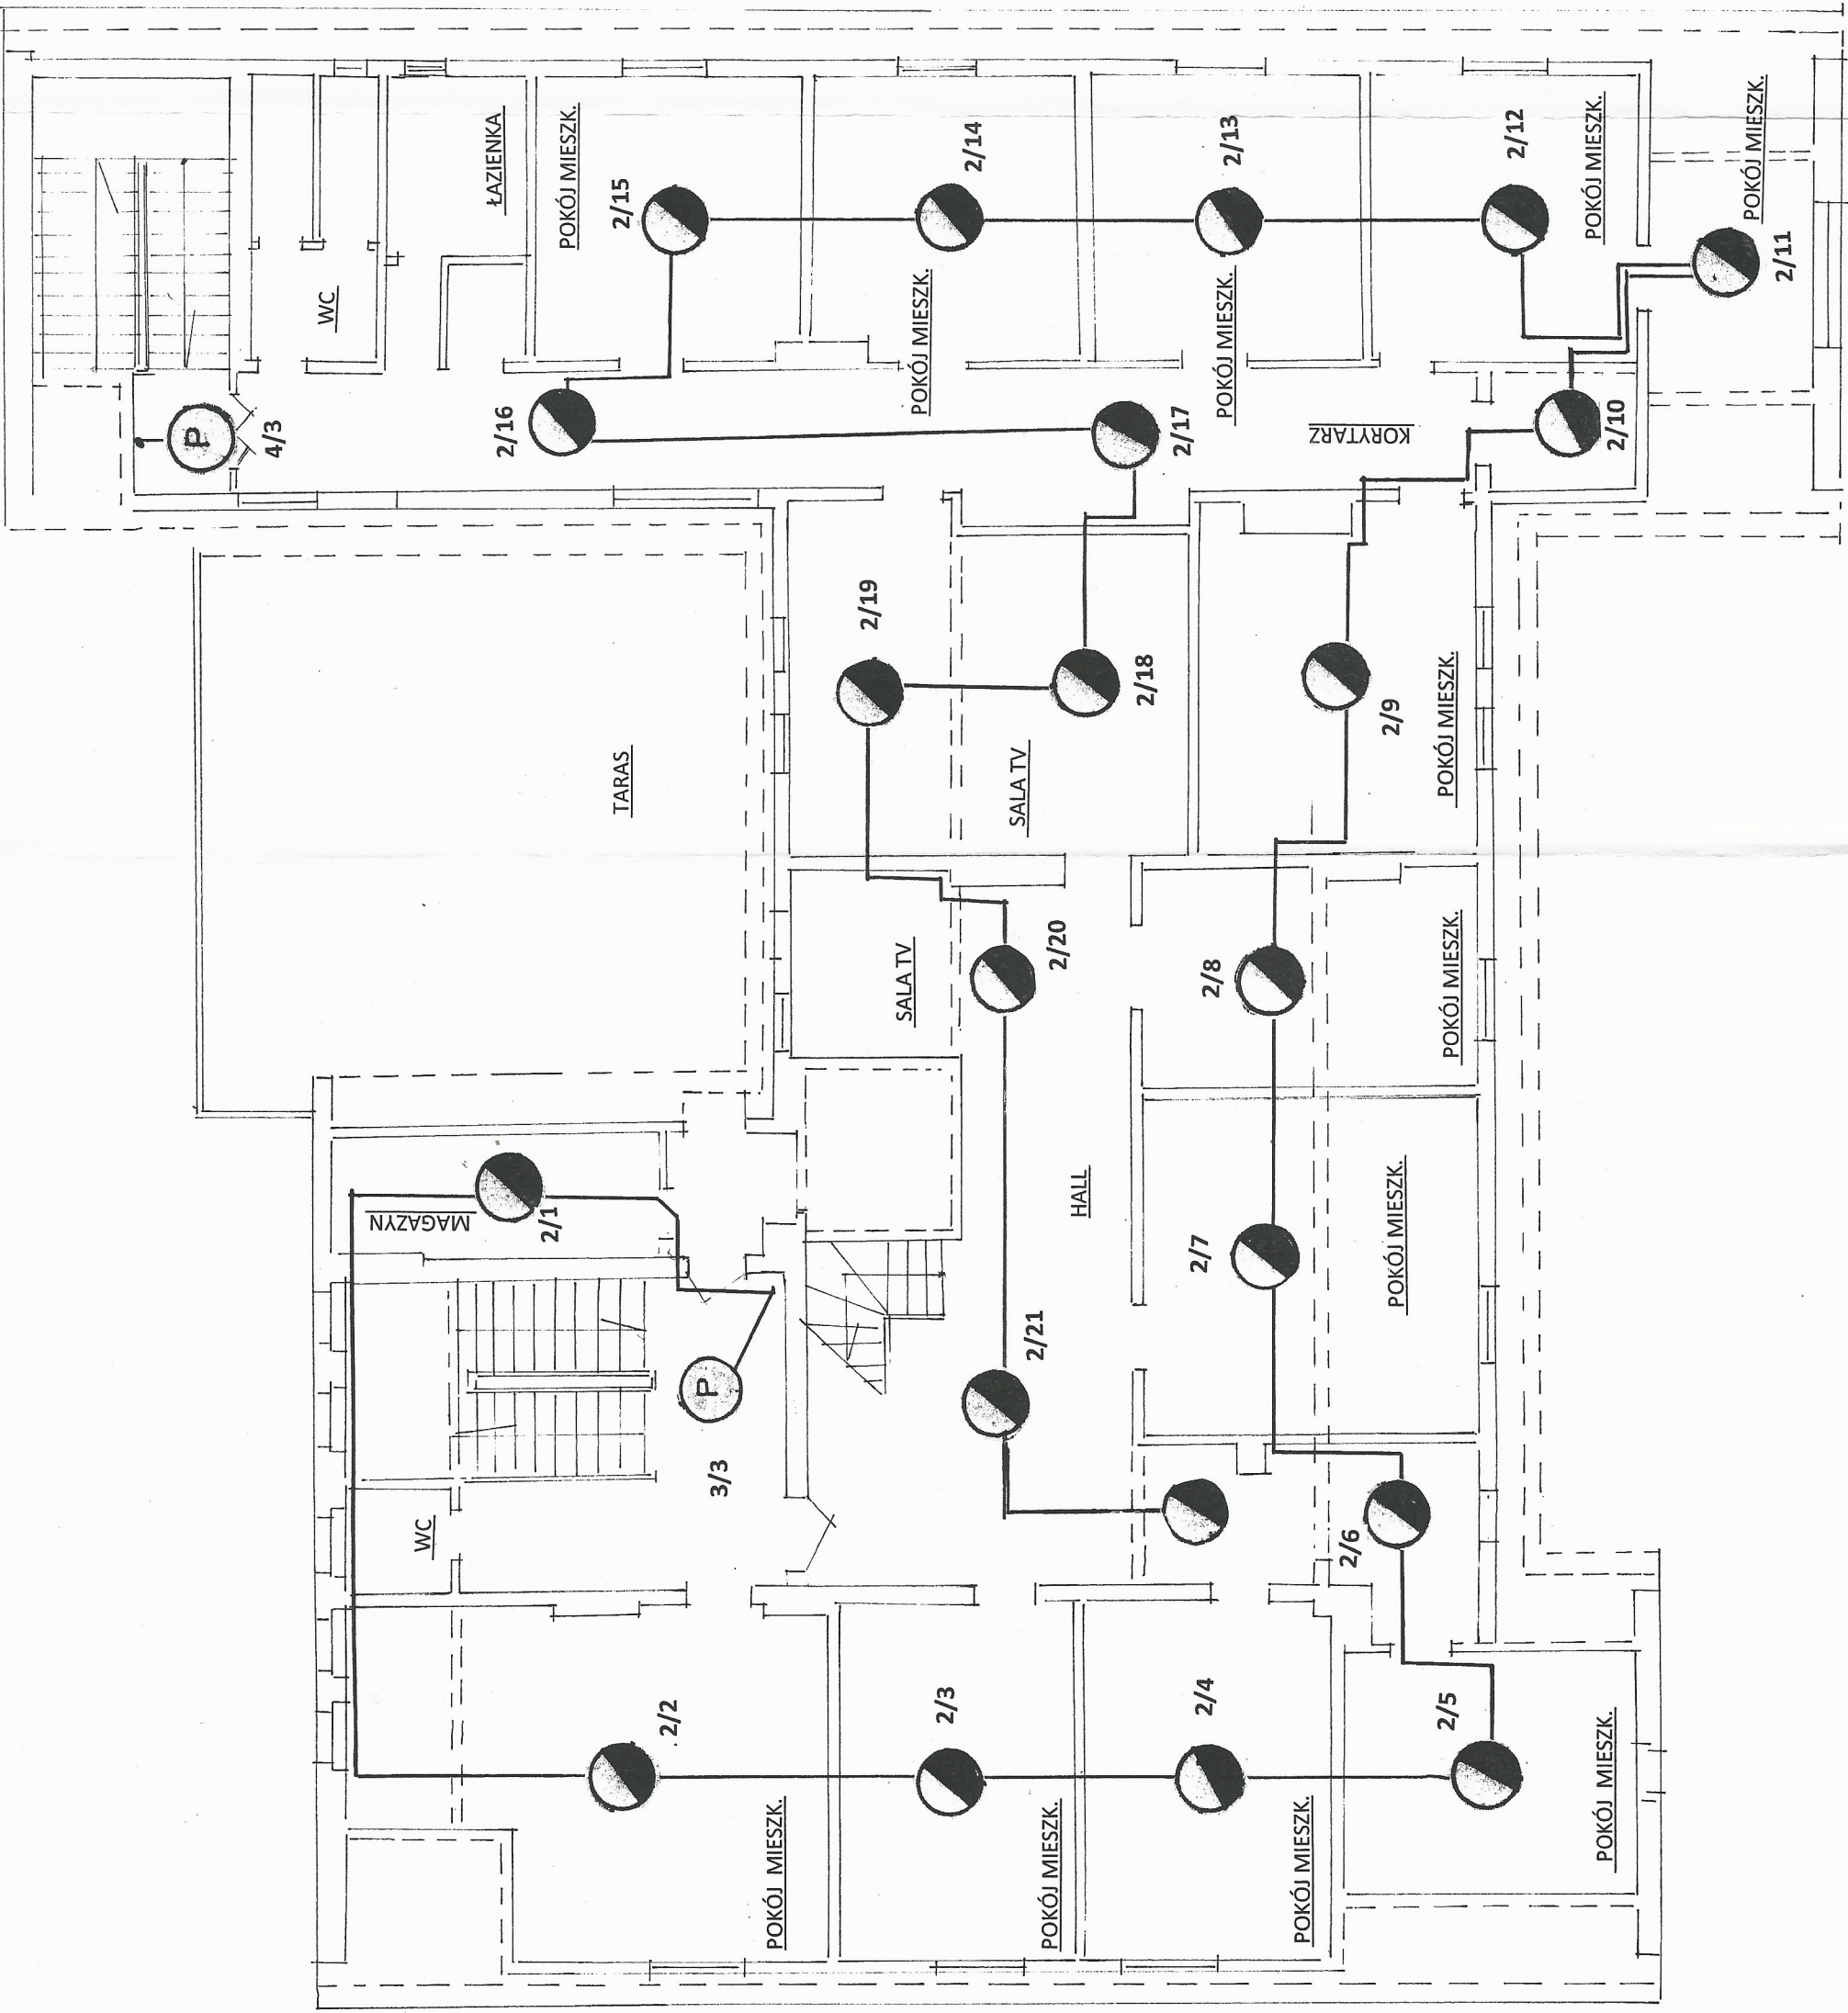 ŁAZIENKA
POKÓJ MIESZK.
2/15
2/14
2/13
2/12
POKÓJ MIESZK.
POKÓJ MIESZK.
2/11
WC
POKÓJ MIESZK.
POKÓJ MIESZK.
P
4/3
2/16
2/17
KORYTARZ
2/10
2/19
2/18
2/9
TARAS
SALA TV
POKÓJ MIESZK.
SALA TV
2/20
2/8
POKÓJ MIESZK.
MAGAZYN
2/1
HALL
2/7
POKÓJ MIESZK.
P
2/21
3/3
WC
2/6
2/2
2/3
2/4
2/5
POKÓJ MIESZK.
POKÓJ MIESZK.
POKÓJ MIESZK.
POKÓJ MIESZK.